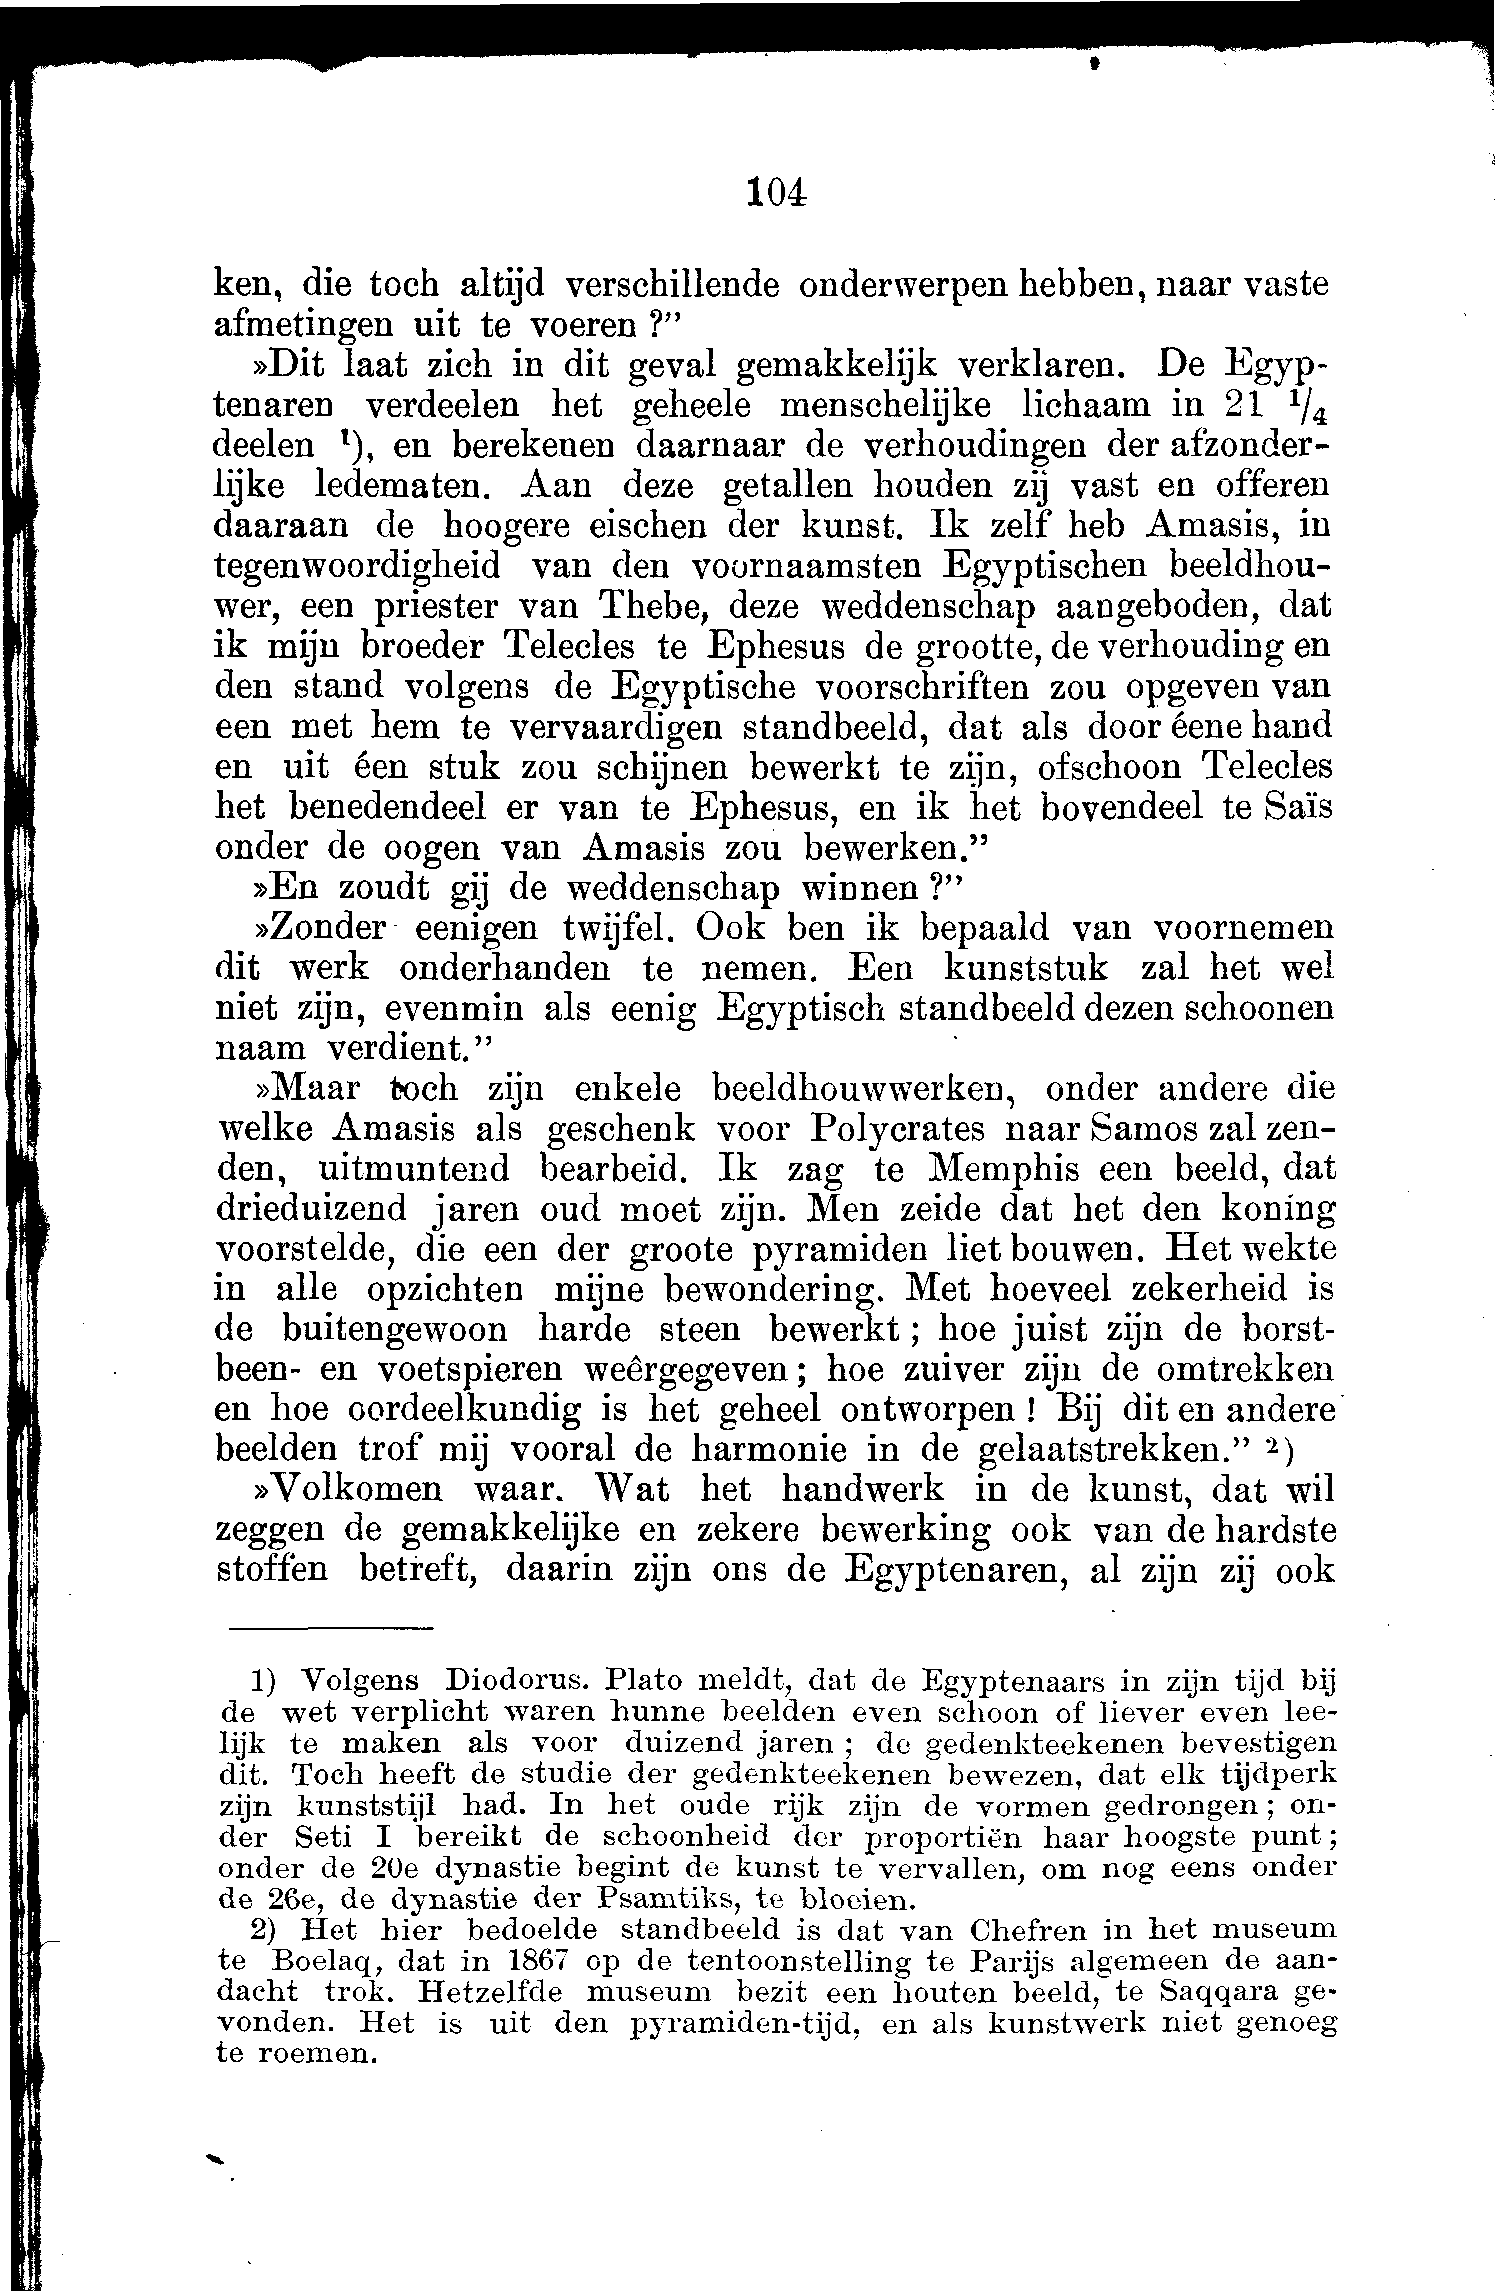 104
ken, die toch altijd verschillende onderwerpen hebben, naar vaste
afmetingen uit te voeren ?”
»Dit laat zich in dit geval gemakkelijk verklaren. De Egyp-
tenaren verdeelen het geheele menschelijke lichaam in 21 ¹/₄
deelen ¹), en berekenen daarnaar de verhoudingen der afzonder-
lijke ledematen. Aan deze getallen houden zij vast en offeren
daaraan de hoogere eischen der kunst. Ik zelf heb Amasis, in
tegenwoordigheid van den voornaamsten Egyptischen beeldhou-
wer, een priester van Thebe, deze weddenschap aangeboden, dat
ik mijn broeder Telecles te Ephesus de grootte, de verhouding en
den stand volgens de Egyptische voorschriften zou opgeven van
een met hem te vervaardigen standbeeld, dat als door éene hand
en uit éen stuk zou schijnen bewerkt te zijn, ofschoon Telecles
het benedendeel er van te Ephesus, en ik het bovendeel te Saïs
onder de oogen van Amasis zou bewerken.”
»En zoudt gij de weddenschap winnen ?”
»Zonder eenigen twijfel. Ook ben ik bepaald van voornemen
dit werk onderhanden te nemen. Een kunststuk zal het wel
niet zijn, evenmin als eenig Egyptisch standbeeld dezen schoonen
naam verdient.”
»Maar toch zijn enkele beeldhouwwerken, onder andere die
welke Amasis als geschenk voor Polycrates naar Samos zal zen-
den, uitmuntend bearbeid. Ik zag te Memphis een beeld, dat
drieduizend jaren oud moet zijn. Men zeide dat het den koning
voorstelde, die een der groote pyramiden liet bouwen. Het wekte
in alle opzichten mijne bewondering. Met hoeveel zekerheid is
de buitengewoon harde steen bewerkt ; hoe juist zijn de borst-
been- en voetspieren weêrgegeven ; hoe zuiver zijn de omtrekken
en hoe oordeelkundig is het geheel ontworpen ! Bij dit en andere
beelden trof mij vooral de harmonie in de gelaatstrekken.” ²)
»Volkomen waar. Wat het handwerk in de kunst, dat wil
zeggen de gemakkelijke en zekere bewerking ook van de hardste
stoffen betreft, daarin zijn ons de Egyptenaren, al zijn zij ook
1) Volgens Diodorus. Plato meldt, dat de Egyptenaars in zijn tijd bij
de wet verplicht waren hunne beelden even schoon of liever even lee-
lijk te maken als voor duizend jaren ; de gedenkteekenen bevestigen
dit. Toch heeft de studie der gedenkteekenen bewezen, dat elk tijdperk
zijn kunststijl had. In het oude rijk zijn de vormen gedrongen ; on-
der Seti I bereikt de schoonheid der proportiën haar hoogste punt ;
onder de 20e dynastie begint de kunst te vervallen, om nog eens onder
de 26e, de dynastie der Psamtiks, te bloeien.
2) Het hier bedoelde standbeeld is dat van Chefren in het museum
te Boelaq, dat in 1867 op de tentoonstelling te Parijs algemeen de aan-
dacht trok. Hetzelfde museum bezit een houten beeld, te Saqqara ge-
vonden. Het is uit den pyramiden-tijd, en als kunstwerk niet genoeg
te roemen.